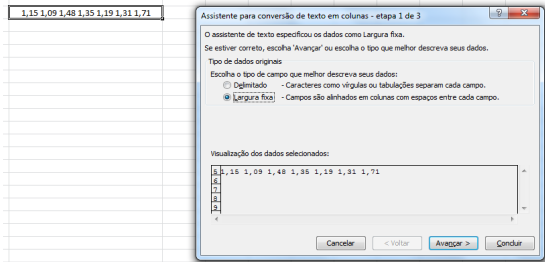 1,15 1,09 1,48 1,35 1,19 1,31 1,71
Assistente para conversão de texto em colunas - etapa 1 de 3
O assistente de texto especificou os dados como Largura fixa.
Se estiver correto, escolha 'Avançar' ou escolha o tipo que melhor descreva seus dados.
Tipo de dados originais
Escolha o tipo de campo que melhor descreva seus dados:
Delimitado - Caracteres como vírgulas ou tabulações separam cada campo.
Largura fixa - Campos são alinhados em colunas com espaços entre cada campo.
Visualização dos dados selecionados:
5 1,15 1,09 1,48 1,35 1,19 1,31 1,71
6
7
8
9
Cancelar < Voltar Avançar > Concluir